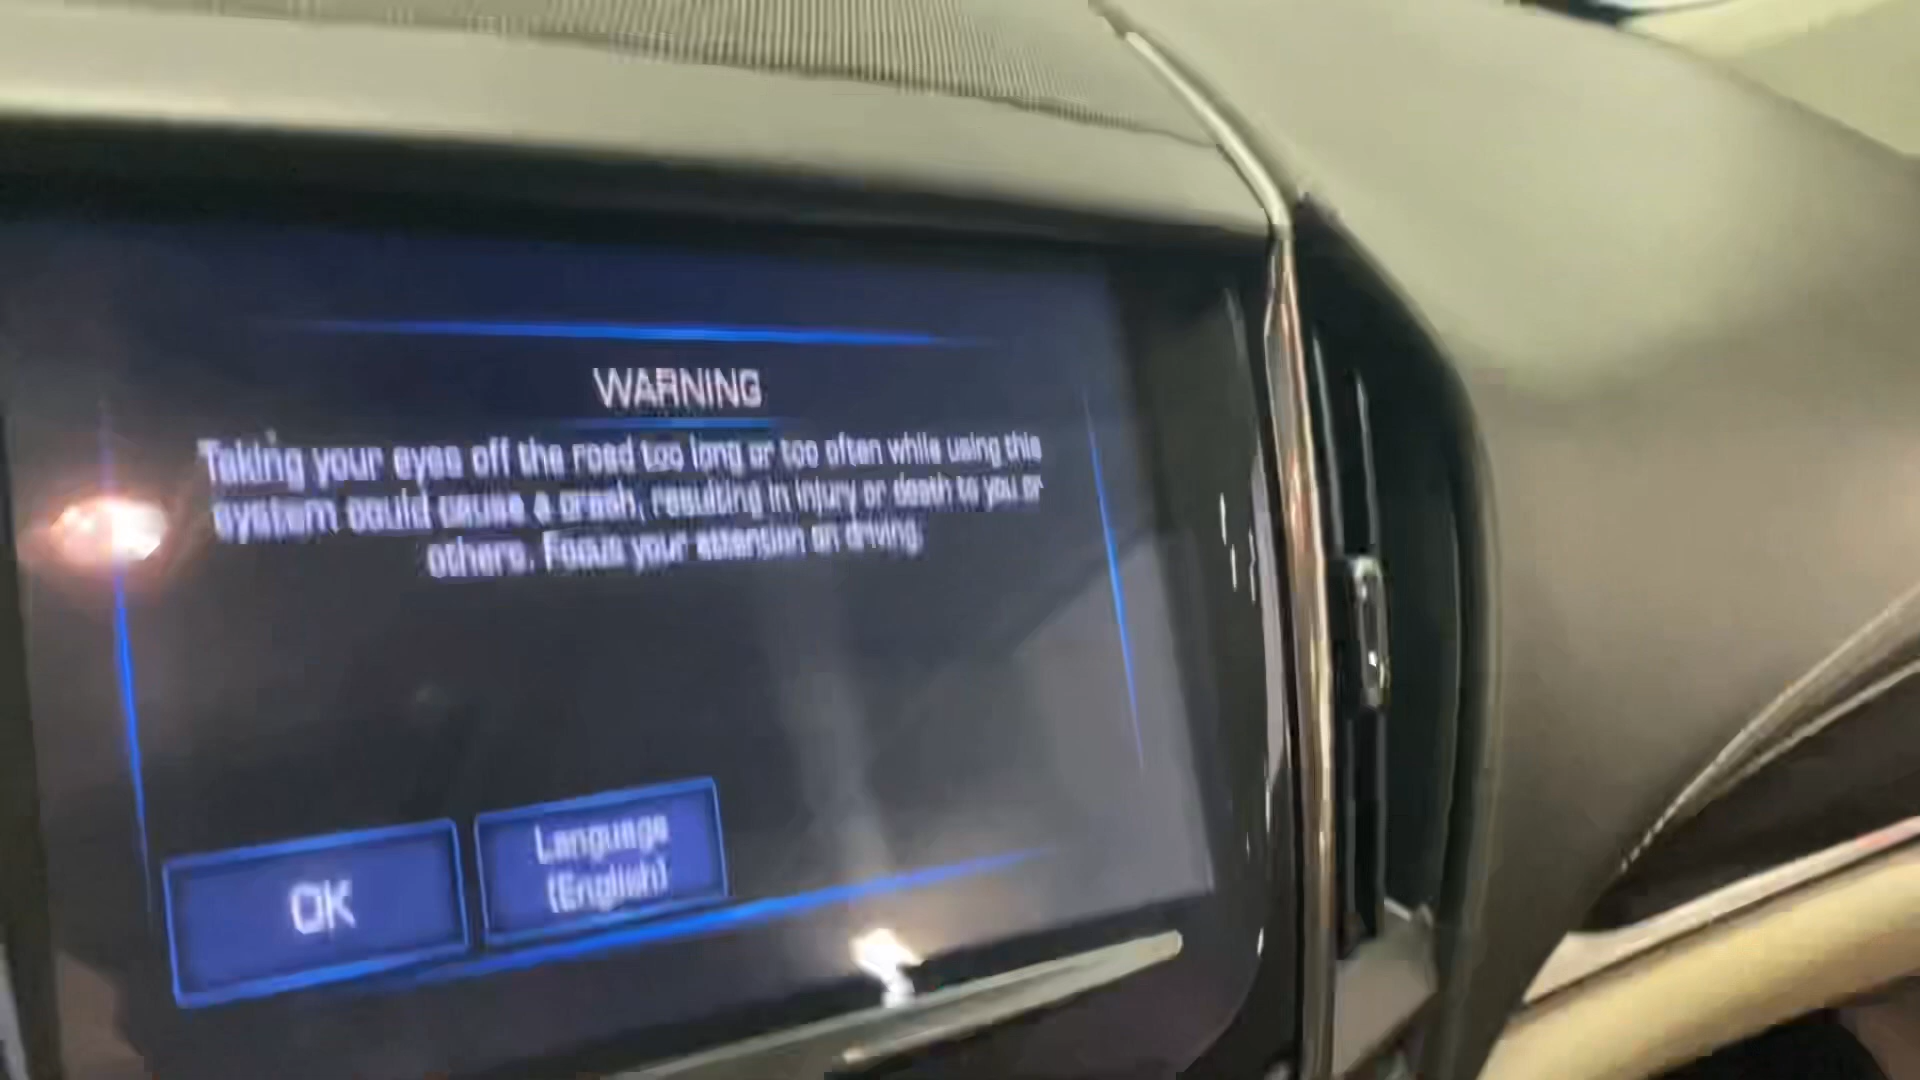 WARNING
Taking your eyes off the road too long or too often while using this
system could cause a crash, resulting in injury or death to you or
others. Focus your attention on driving.
OK
Language
(English)